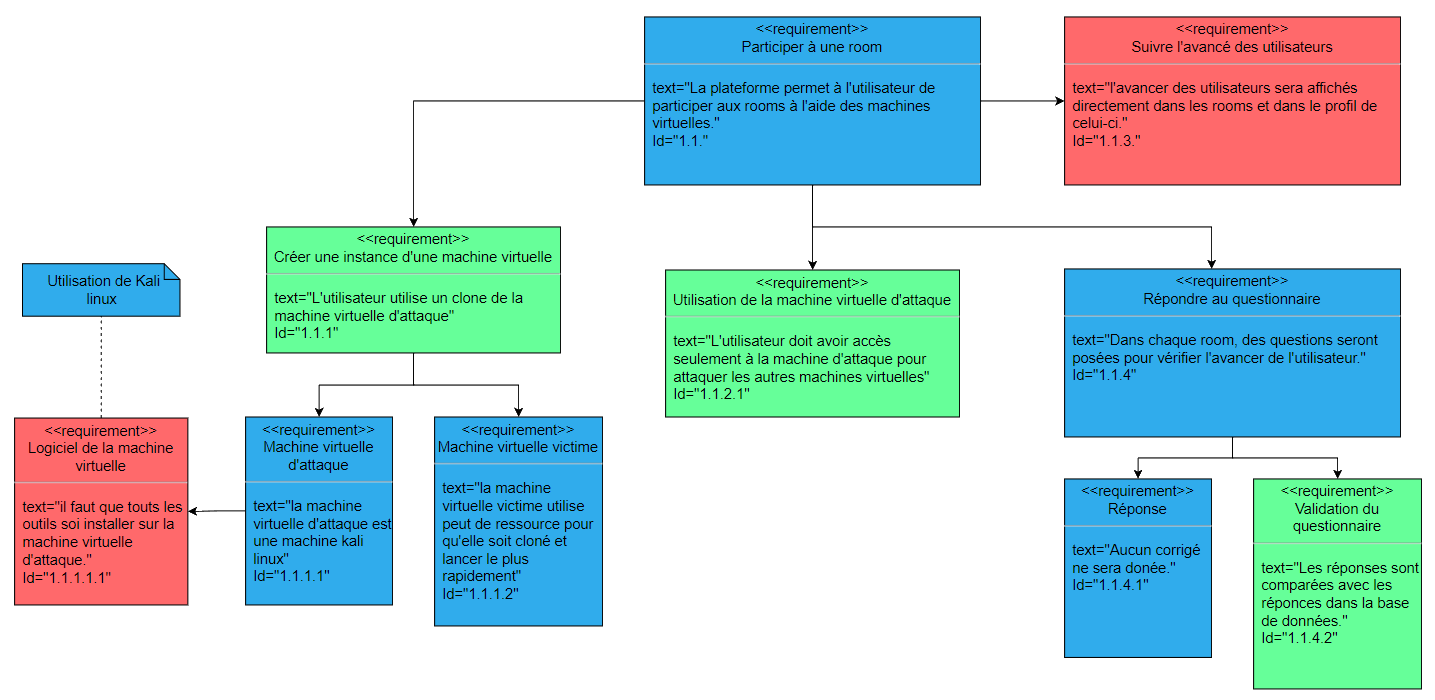 <<requirement>>
Participer à une room
text="La plateforme permet à l'utilisateur de
participer aux rooms à l'aide des machines
virtuelles."
Id="1.1."
<<requirement>>
Suivre l'avancé des utilisateurs
text="l'avancer des utilisateurs sera affichés
directement dans les rooms et dans le profil de
celui-ci."
Id="1.1.3."
<<requirement>>
Créer une instance d'une machine virtuelle
text="L'utilisateur utilise un clone de la
machine virtuelle d'attaque"
Id="1.1.1"
Utilisation de Kali
linux
<<requirement>>
Utilisation de la machine virtuelle d'attaque
text="L'utilisateur doit avoir accès
seulement à la machine d'attaque pour
attaquer les autres machines virtuelles"
Id="1.1.2.1"
<<requirement>>
Répondre au questionnaire
text="Dans chaque room, des questions seront
posées pour vérifier l'avancer de l'utilisateur."
Id="1.1.4"
<<requirement>>
Logiciel de la machine
virtuelle
text="il faut que touts les
outils soi installer sur la
machine virtuelle
d'attaque."
Id="1.1.1.1.1"
<<requirement>>
Machine virtuelle
d'attaque
text="la machine
virtuelle d'attaque est
une machine kali
linux"
Id="1.1.1.1"
<<requirement>>
Machine virtuelle victime
text="la machine
virtuelle victime utilise
peut de ressource pour
qu'elle soit cloné et
lancer le plus
rapidement"
Id="1.1.1.2"
<<requirement>>
Réponse
text="Aucun corrigé
ne sera donée."
Id="1.1.4.1"
<<requirement>>
Validation du
questionnaire
text="Les réponses sont
comparées avec les
réponces dans la base
de données."
Id="1.1.4.2"